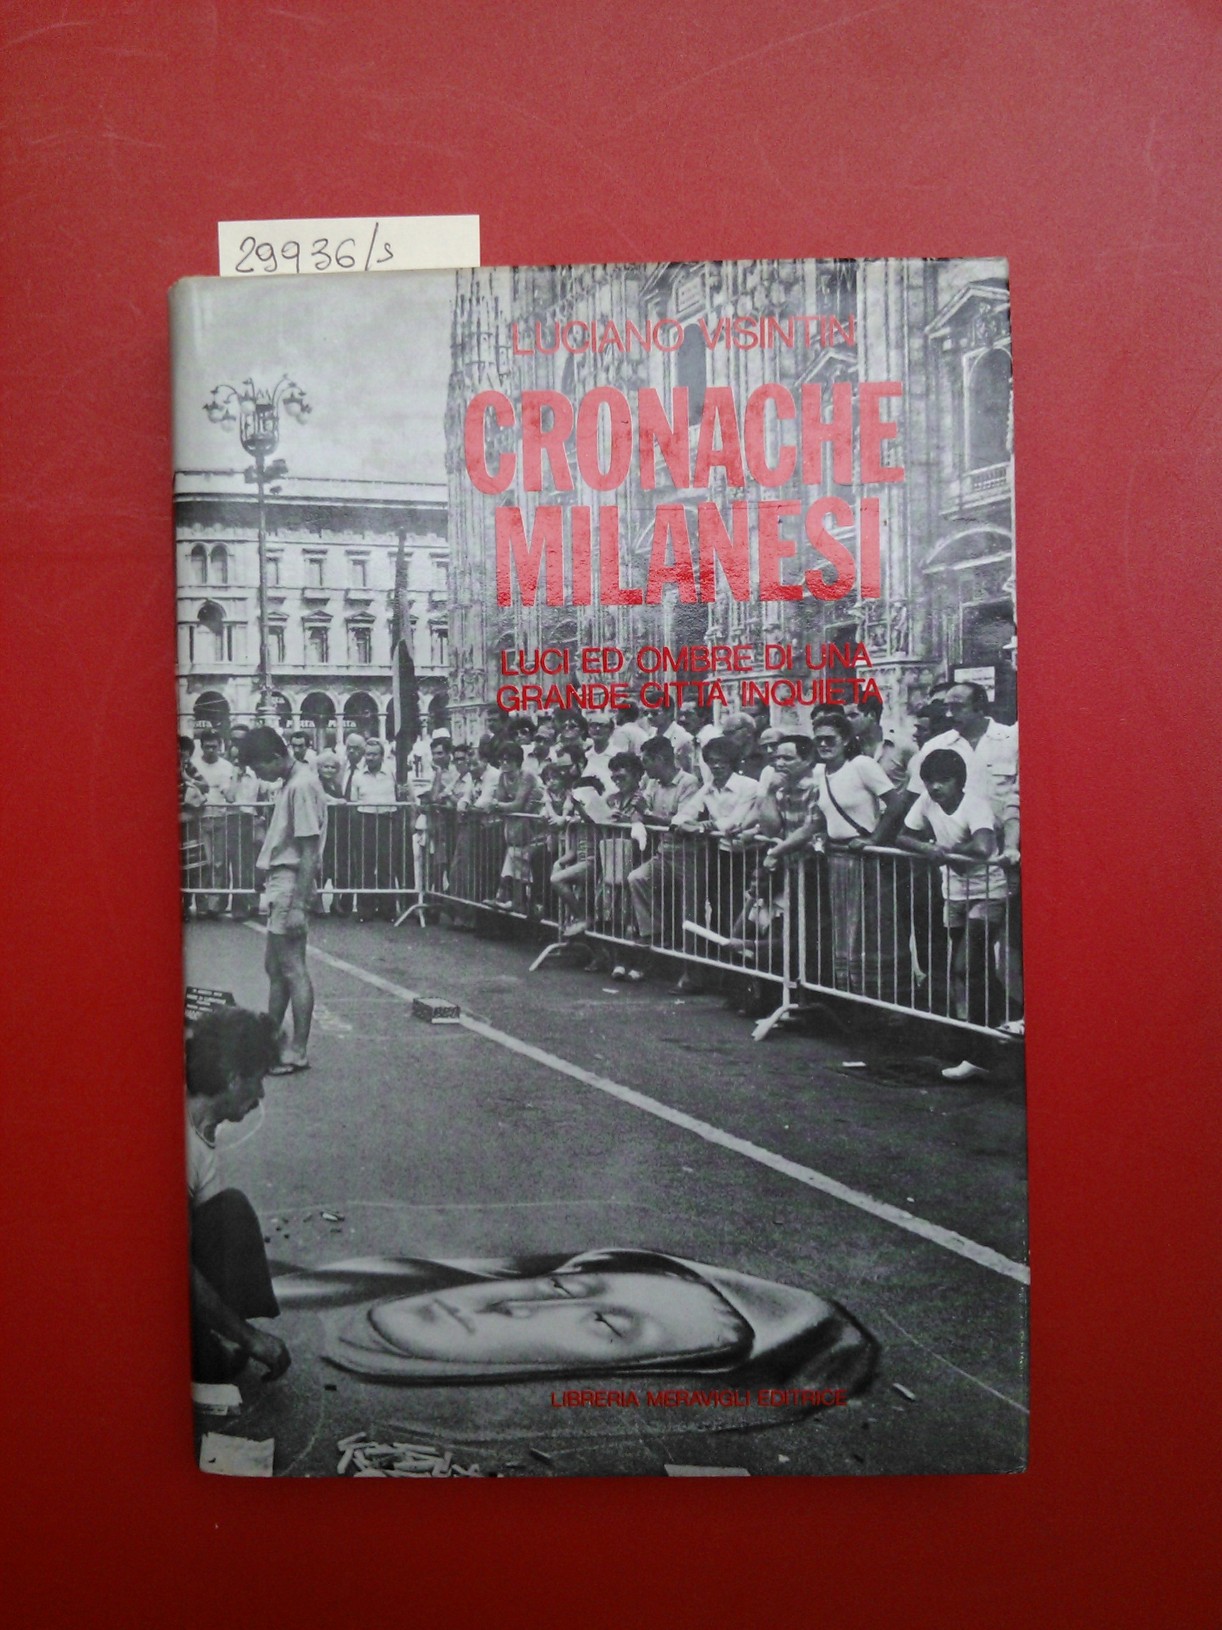 29936/s
LUCIANO VISINTIN
CRONACHE
MILANESI
LUCI ED OMBRE DI UNA
GRANDE CITTÀ INQUIETA
LIBRERIA MERAVIGLI EDITRICE